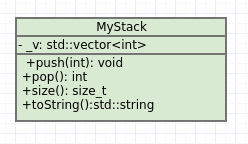 MyStack
- _v: std::vector<int>
+push(int): void
+pop(): int
+size(): size_t
+toString():std::string